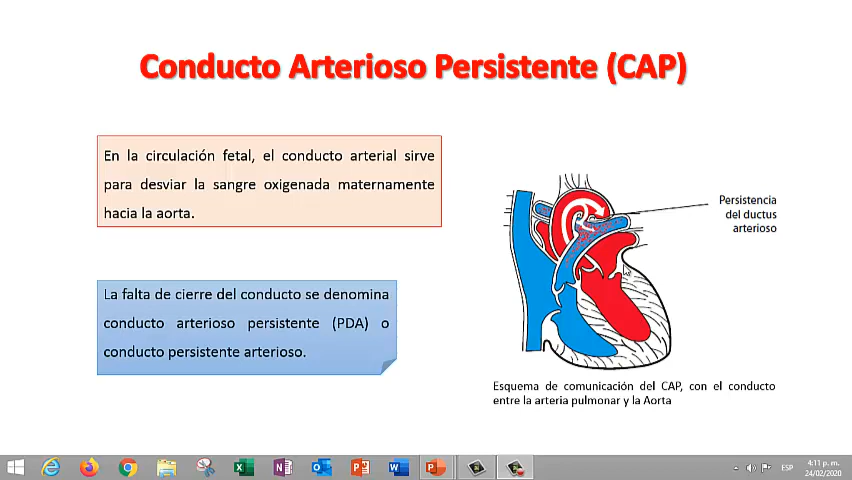 Conducto Arterioso Persistente (CAP)
En la circulación fetal, el conducto arterial sirve
para desviar la sangre oxigenada maternamente
hacia la aorta.
La falta de cierre del conducto se denomina
conducto arterioso persistente (PDA) o
conducto persistente arterioso.
Persistencia
del ductus
arterioso
Esquema de comunicación del CAP, con el conducto
entre la arteria pulmonar y la Aorta
ESP
4:11 p. m.
24/02/2020